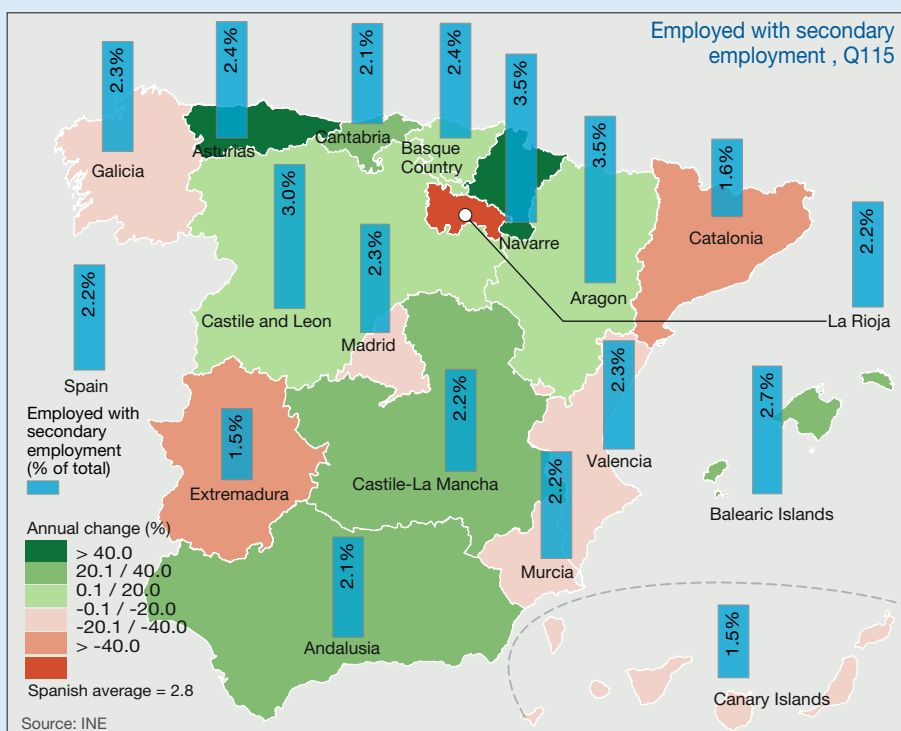 Employed with secondary
employment , Q115
2.3%
Galicia
2.4%
Asturias
2.1%
Cantabria
2.4%
Basque
Country
3.5%
Navarre
3.5%
Aragon
1.6%
Catalonia
2.2%
La Rioja
3.0%
Castile and Leon
2.3%
Madrid
2.2%
Spain
2.3%
Valencia
2.7%
Balearic Islands
1.5%
Extremadura
2.2%
Castile-La Mancha
2.2%
Murcia
2.1%
Andalusia
1.5%
Canary Islands
Employed with
secondary
employment
(% of total)
Annual change (%)
> 40.0
20.1 / 40.0
0.1 / 20.0
-0.1 / -20.0
-20.1 / -40.0
> -40.0
Spanish average = 2.8
Source: INE